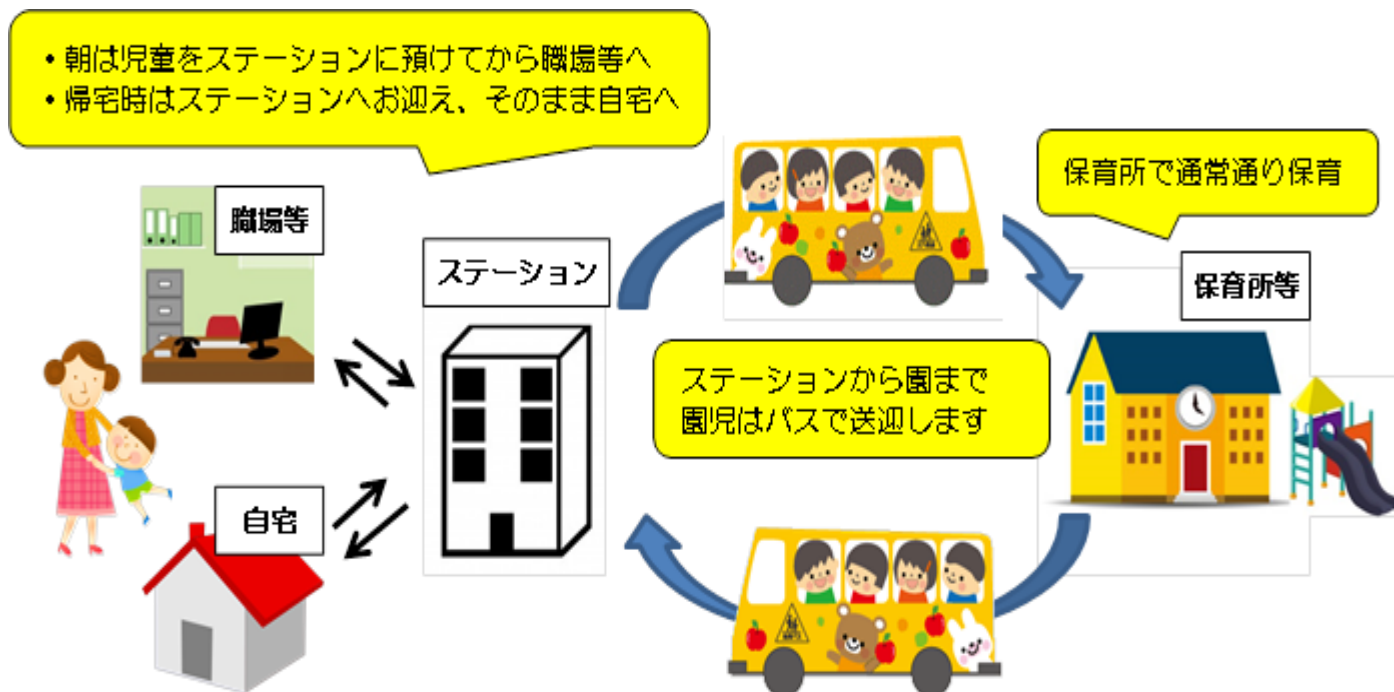 ・朝は児童をステーションに預けてから職場等へ
・帰宅時はステーションへお迎え、そのまま自宅へ
保育所で通常通り保育
職場等
ステーション
保育所等
ステーションから園まで
園児はバスで送迎します
自宅